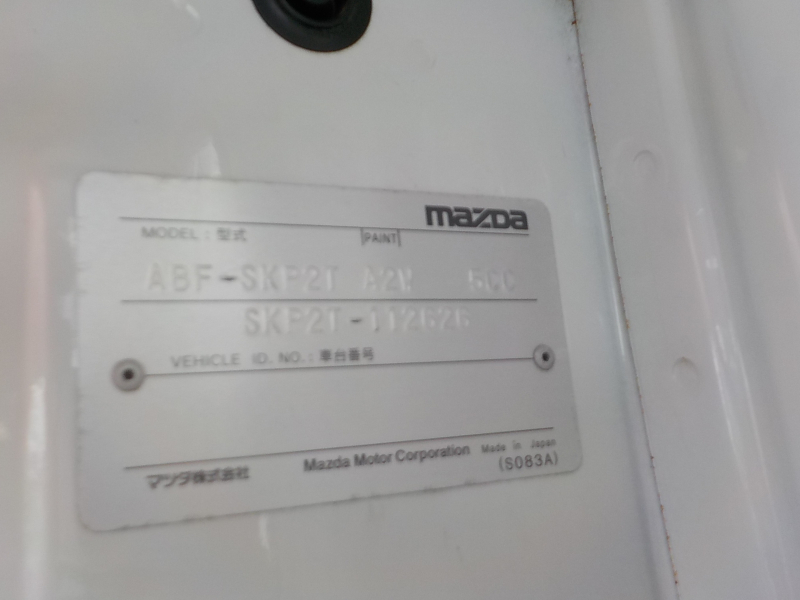 mazda
MODEL : 型式 PAINT
ABF-SKP2T A2W 5CC
SKP2T-112626
VEHICLE ID. NO. : 車台番号
マツダ株式会社 Mazda Motor Corporation Made in Japan
(S083A)